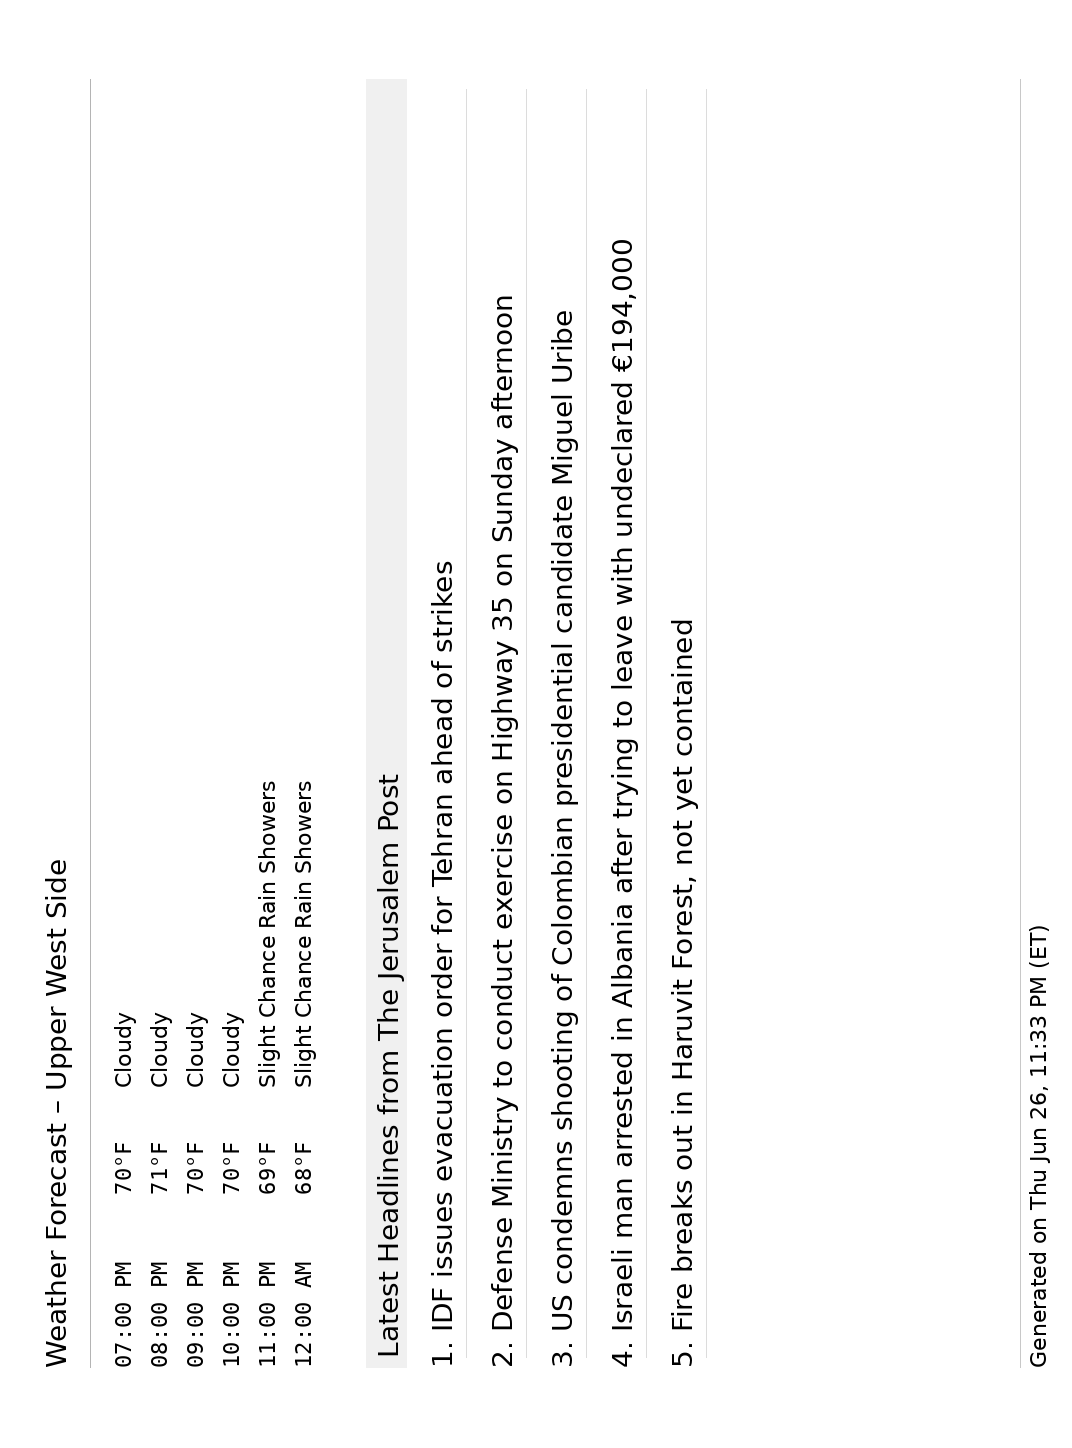 Weather Forecast – Upper West Side
07:00 PM 70°F Cloudy
08:00 PM 71°F Cloudy
09:00 PM 70°F Cloudy
10:00 PM 70°F Cloudy
11:00 PM 69°F Slight Chance Rain Showers
12:00 AM 68°F Slight Chance Rain Showers
Latest Headlines from The Jerusalem Post
1. IDF issues evacuation order for Tehran ahead of strikes
2. Defense Ministry to conduct exercise on Highway 35 on Sunday afternoon
3. US condemns shooting of Colombian presidential candidate Miguel Uribe
4. Israeli man arrested in Albania after trying to leave with undeclared €194,000
5. Fire breaks out in Haruvit Forest, not yet contained
Generated on Thu Jun 26, 11:33 PM (ET)